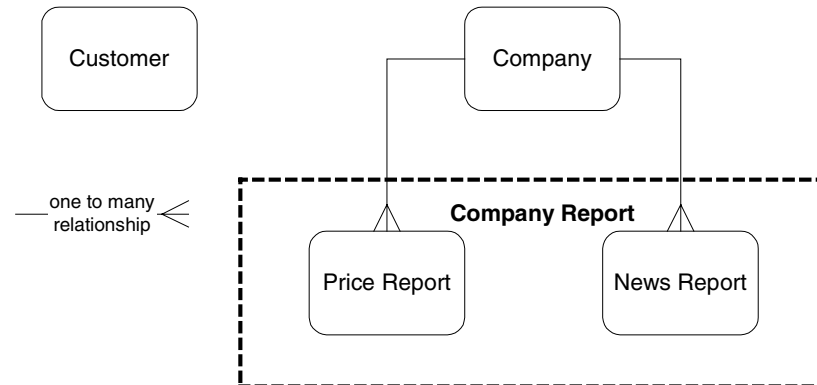 Customer
Company
one to many
relationship
Company Report
Price Report
News Report